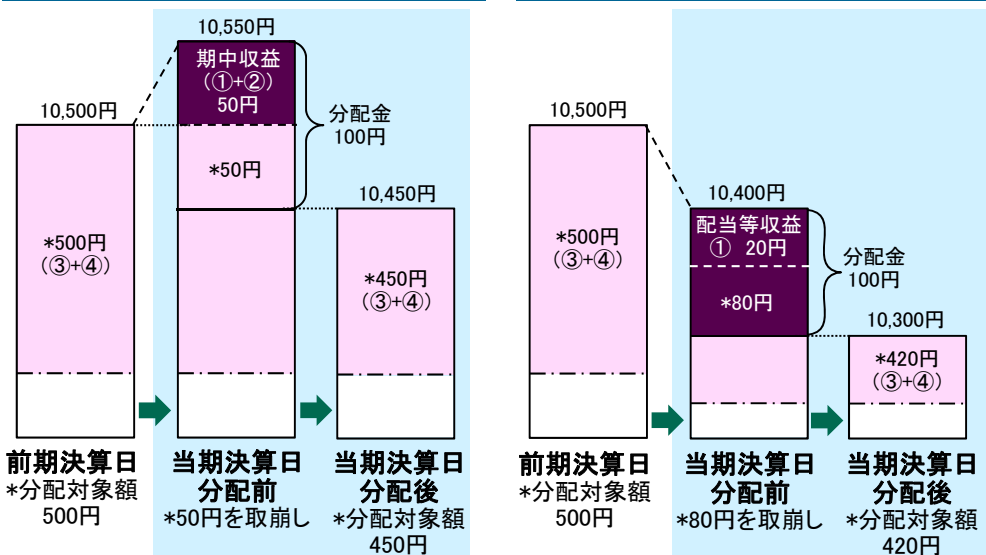 10,550円
期中収益
(①+②)
50円
10,500円
分配金
100円
*50円
10,450円
*500円
(③+④)
*450円
(③+④)
前期決算日
*分配対象額
500円
当期決算日
分配前
*50円を取崩し
当期決算日
分配後
*分配対象額
450円
10,500円
10,400円
配当等収益
① 20円
*500円
(③+④)
分配金
100円
*80円
10,300円
*420円
(③+④)
前期決算日
*分配対象額
500円
当期決算日
分配前
*80円を取崩し
当期決算日
分配後
*分配対象額
420円